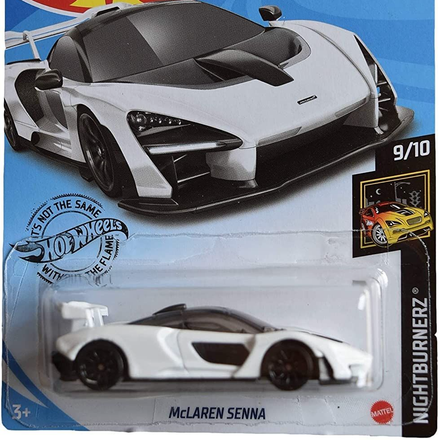 9/10
IT'S NOT THE SAME
Hot Wheels
WITHOUT THE FLAME
NIGHTBURNERZ®
3+
McLAREN SENNA
MATTEL